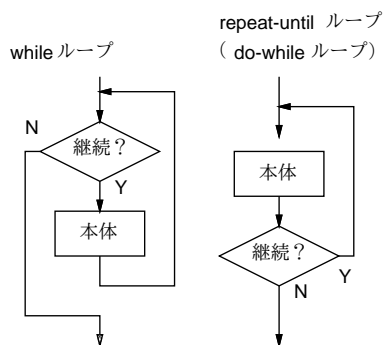 while ループ
N
継続？
Y
本体
repeat-until ループ
( do-while ループ)
本体
継続？
Y
N